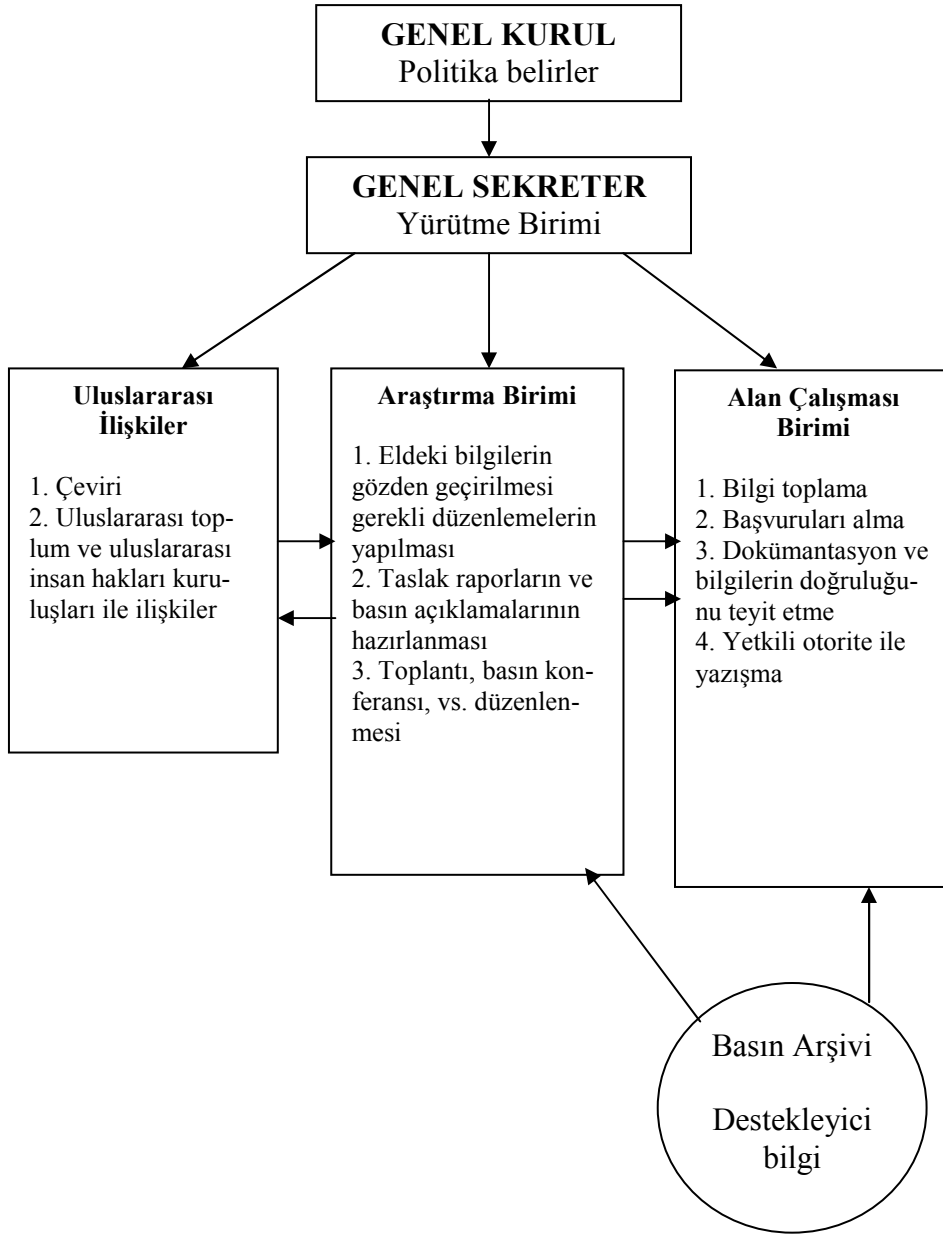 GENEL KURUL
Politika belirler
GENEL SEKRETER
Yürütme Birimi
Uluslararası
İlişkiler
1. Çeviri
2. Uluslararası top-
lum ve uluslararası
insan hakları kuru-
luşları ile ilişkiler
Araştırma Birimi
1. Eldeki bilgilerin
gözden geçirilmesi
gerekli düzenlemelerin
yapılması
2. Taslak raporların ve
basın açıklamalarının
hazırlanması
3. Toplantı, basın kon-
feransı, vs. düzenlen-
mesi
Alan Çalışması
Birimi
1. Bilgi toplama
2. Başvuruları alma
3. Dokümantasyon ve
bilgilerin doğruluğu-
nu teyit etme
4. Yetkili otorite ile
yazışma
Basın Arşivi
Destekleyici
bilgi